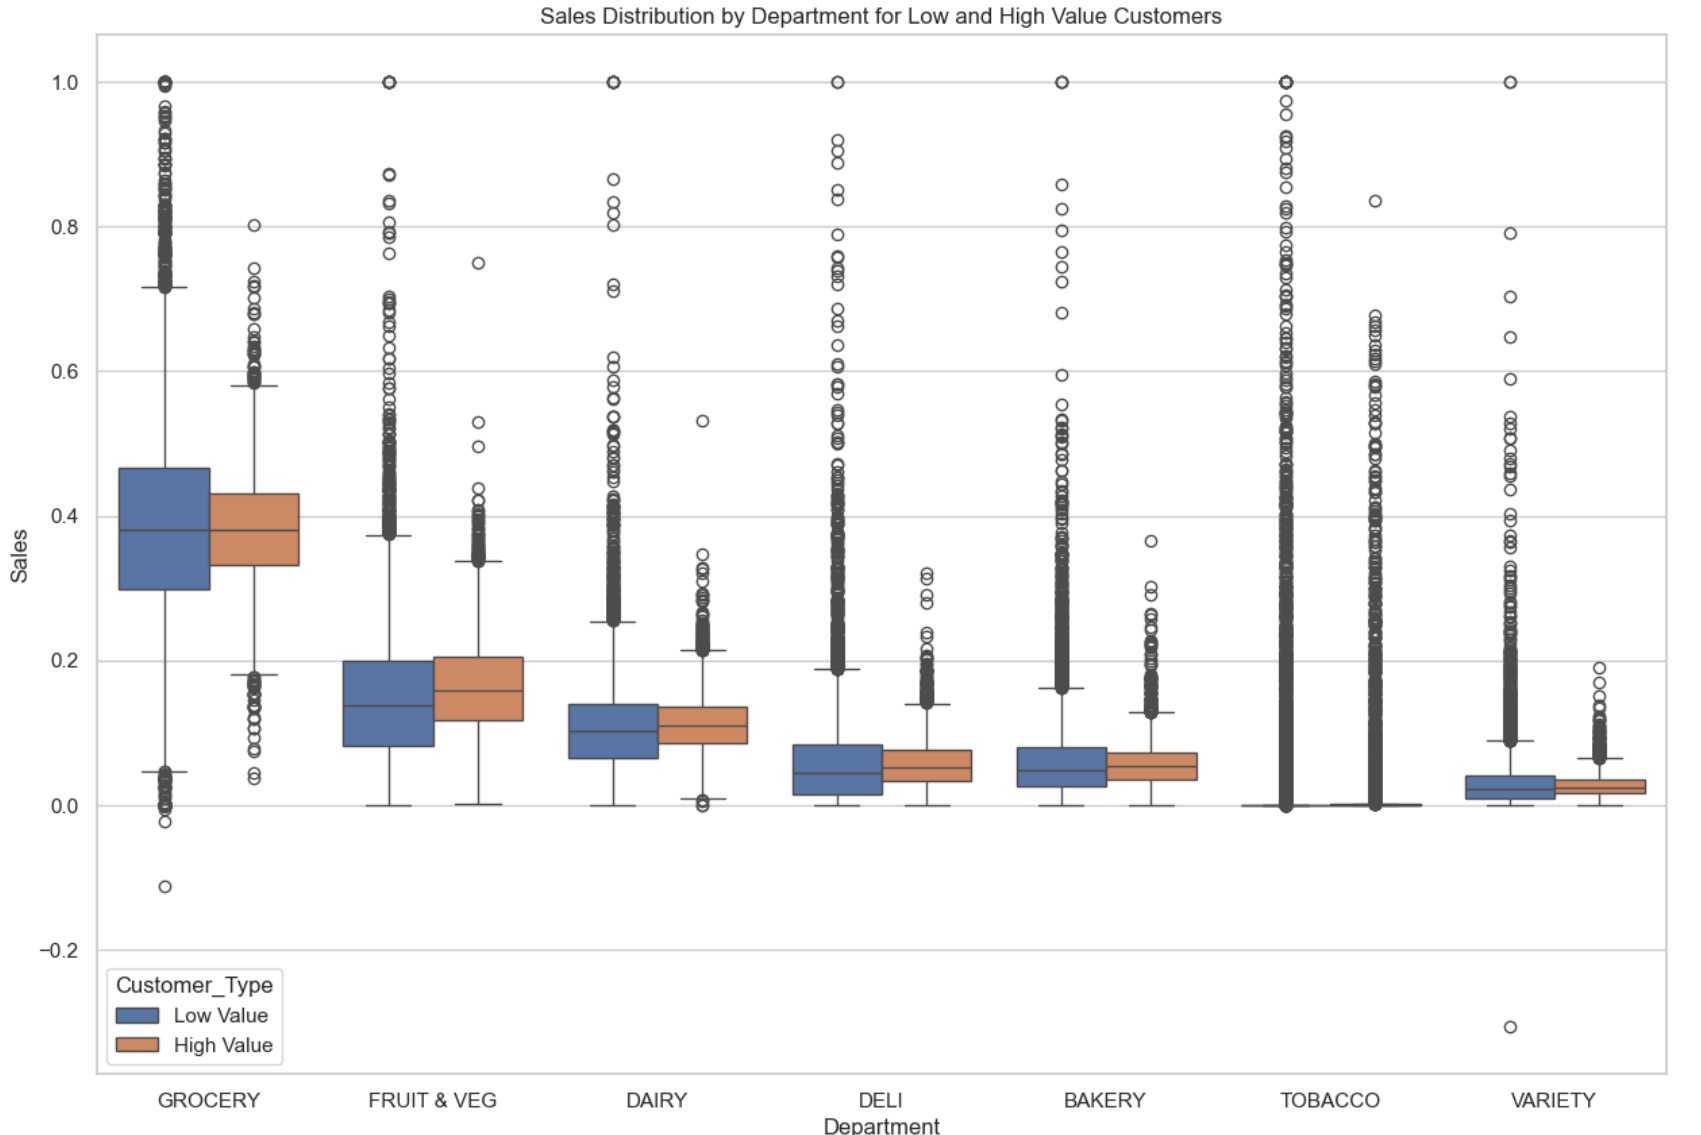 Sales Distribution by Department for Low and High Value Customers
1.0
0.8
0.6
0.4
0.2
0.0
−0.2
Sales
Customer_Type
Low Value
High Value
GROCERY FRUIT & VEG DAIRY DELI BAKERY TOBACCO VARIETY
Department